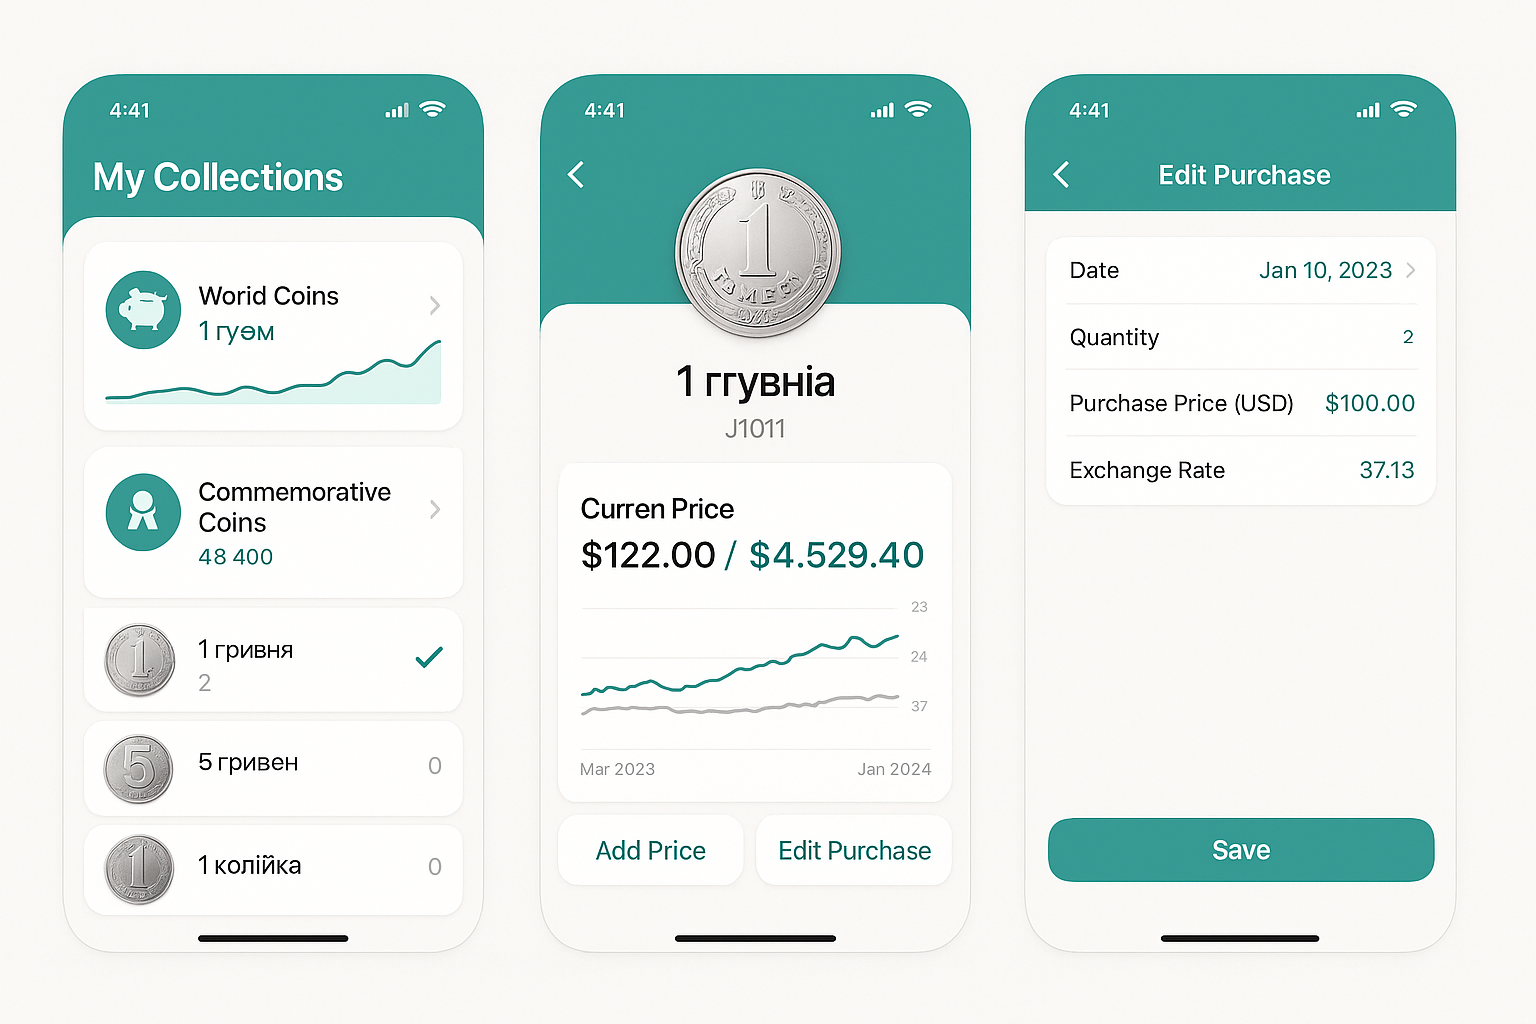 4:41
My Collections
Worid Coins
1 гуәм
Commemorative
Coins
48 400
1 гривня
2
5 гривен
0
1 колійка
0
4:41
1
1 ггувніа
J1011
Curren Price
$122.00 / $4.529.40
23
24
37
Mar 2023
Jan 2024
Add Price
Edit Purchase
4:41
Edit Purchase
Date
Jan 10, 2023
Quantity
2
Purchase Price (USD)
$100.00
Exchange Rate
37.13
Save